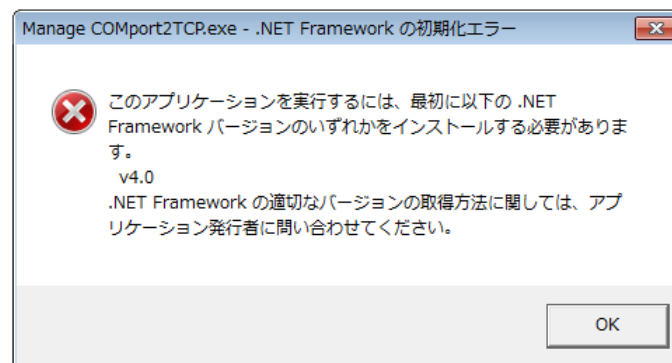 Manage COMport2TCP.exe - .NET Framework の初期化エラー
このアプリケーションを実行するには、最初に以下の .NET
Framework バージョンのいずれかをインストールする必要がありま
す。
v4.0
.NET Framework の適切なバージョンの取得方法に関しては、アプ
リケーション発行者に問い合わせてください。
OK